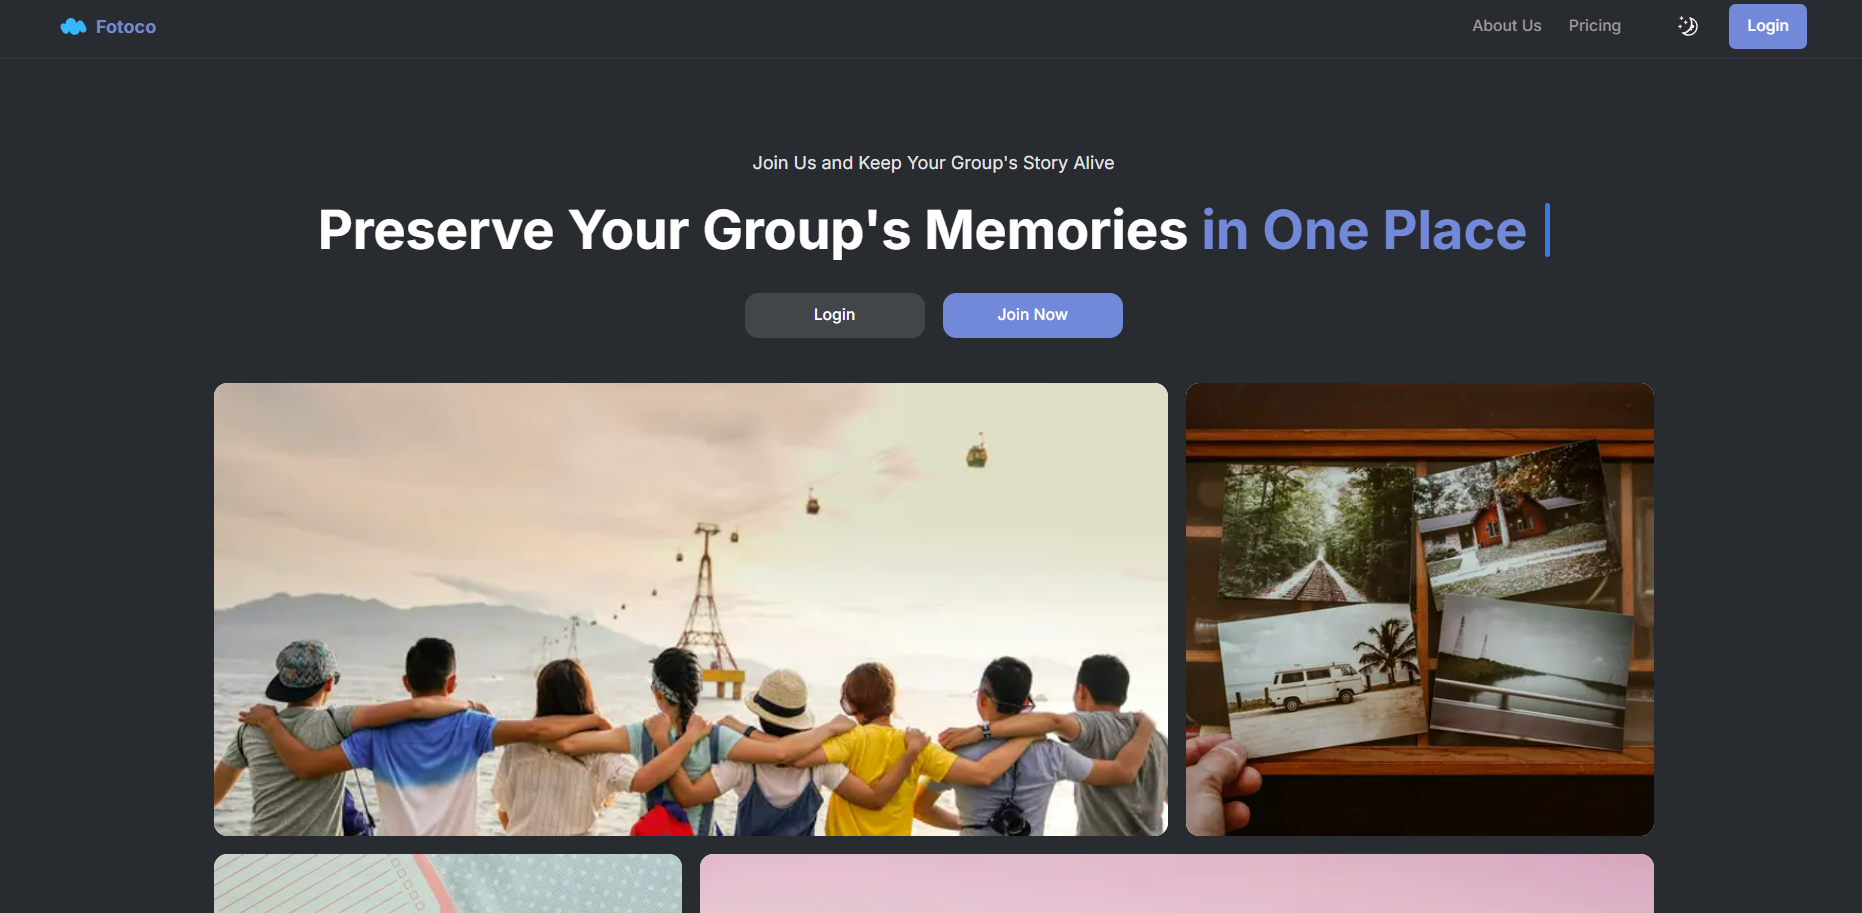 Fotoco
About Us
Pricing
Login
Join Us and Keep Your Group's Story Alive
Preserve Your Group's Memories in One Place
Login
Join Now